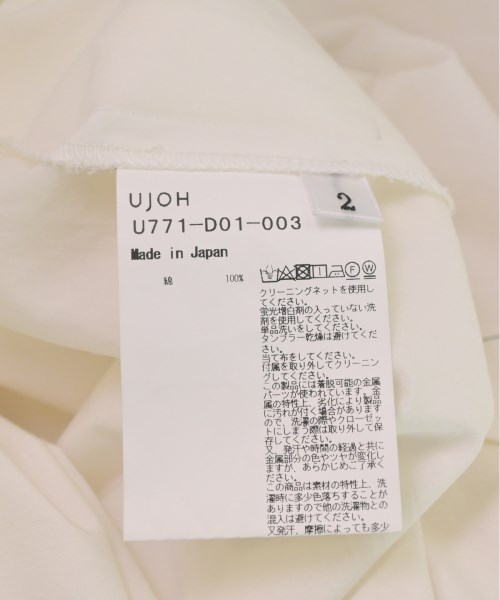 UJOH
2
U771-D01-003
Made in Japan
綿 100%
クリーニングネットを使用し
てください。
蛍光増白剤の入っていない洗
剤を使用してください。
単品洗いをしてください。
タンブラー乾燥は避けてくださ
い。
当て布をしてください。
付属を取り外してクリーニン
グしてください。
この製品には着脱可能の金属
パーツが使われています。金
属の特性上、劣化により製品
に汚れが付く場合があります
ので、洗濯の際やクローゼッ
トにしまう際は取り外して保
存してください。
又、発汗や時間の経過と共に
金属部分の色やツヤが変化し
ますが、あらかじめご了承く
ださい。
この商品は素材の特性上、洗
濯時に多少色落ちすることが
ありますので他の洗濯物との
混入は避けてください。
又発汗、摩擦によっても多少